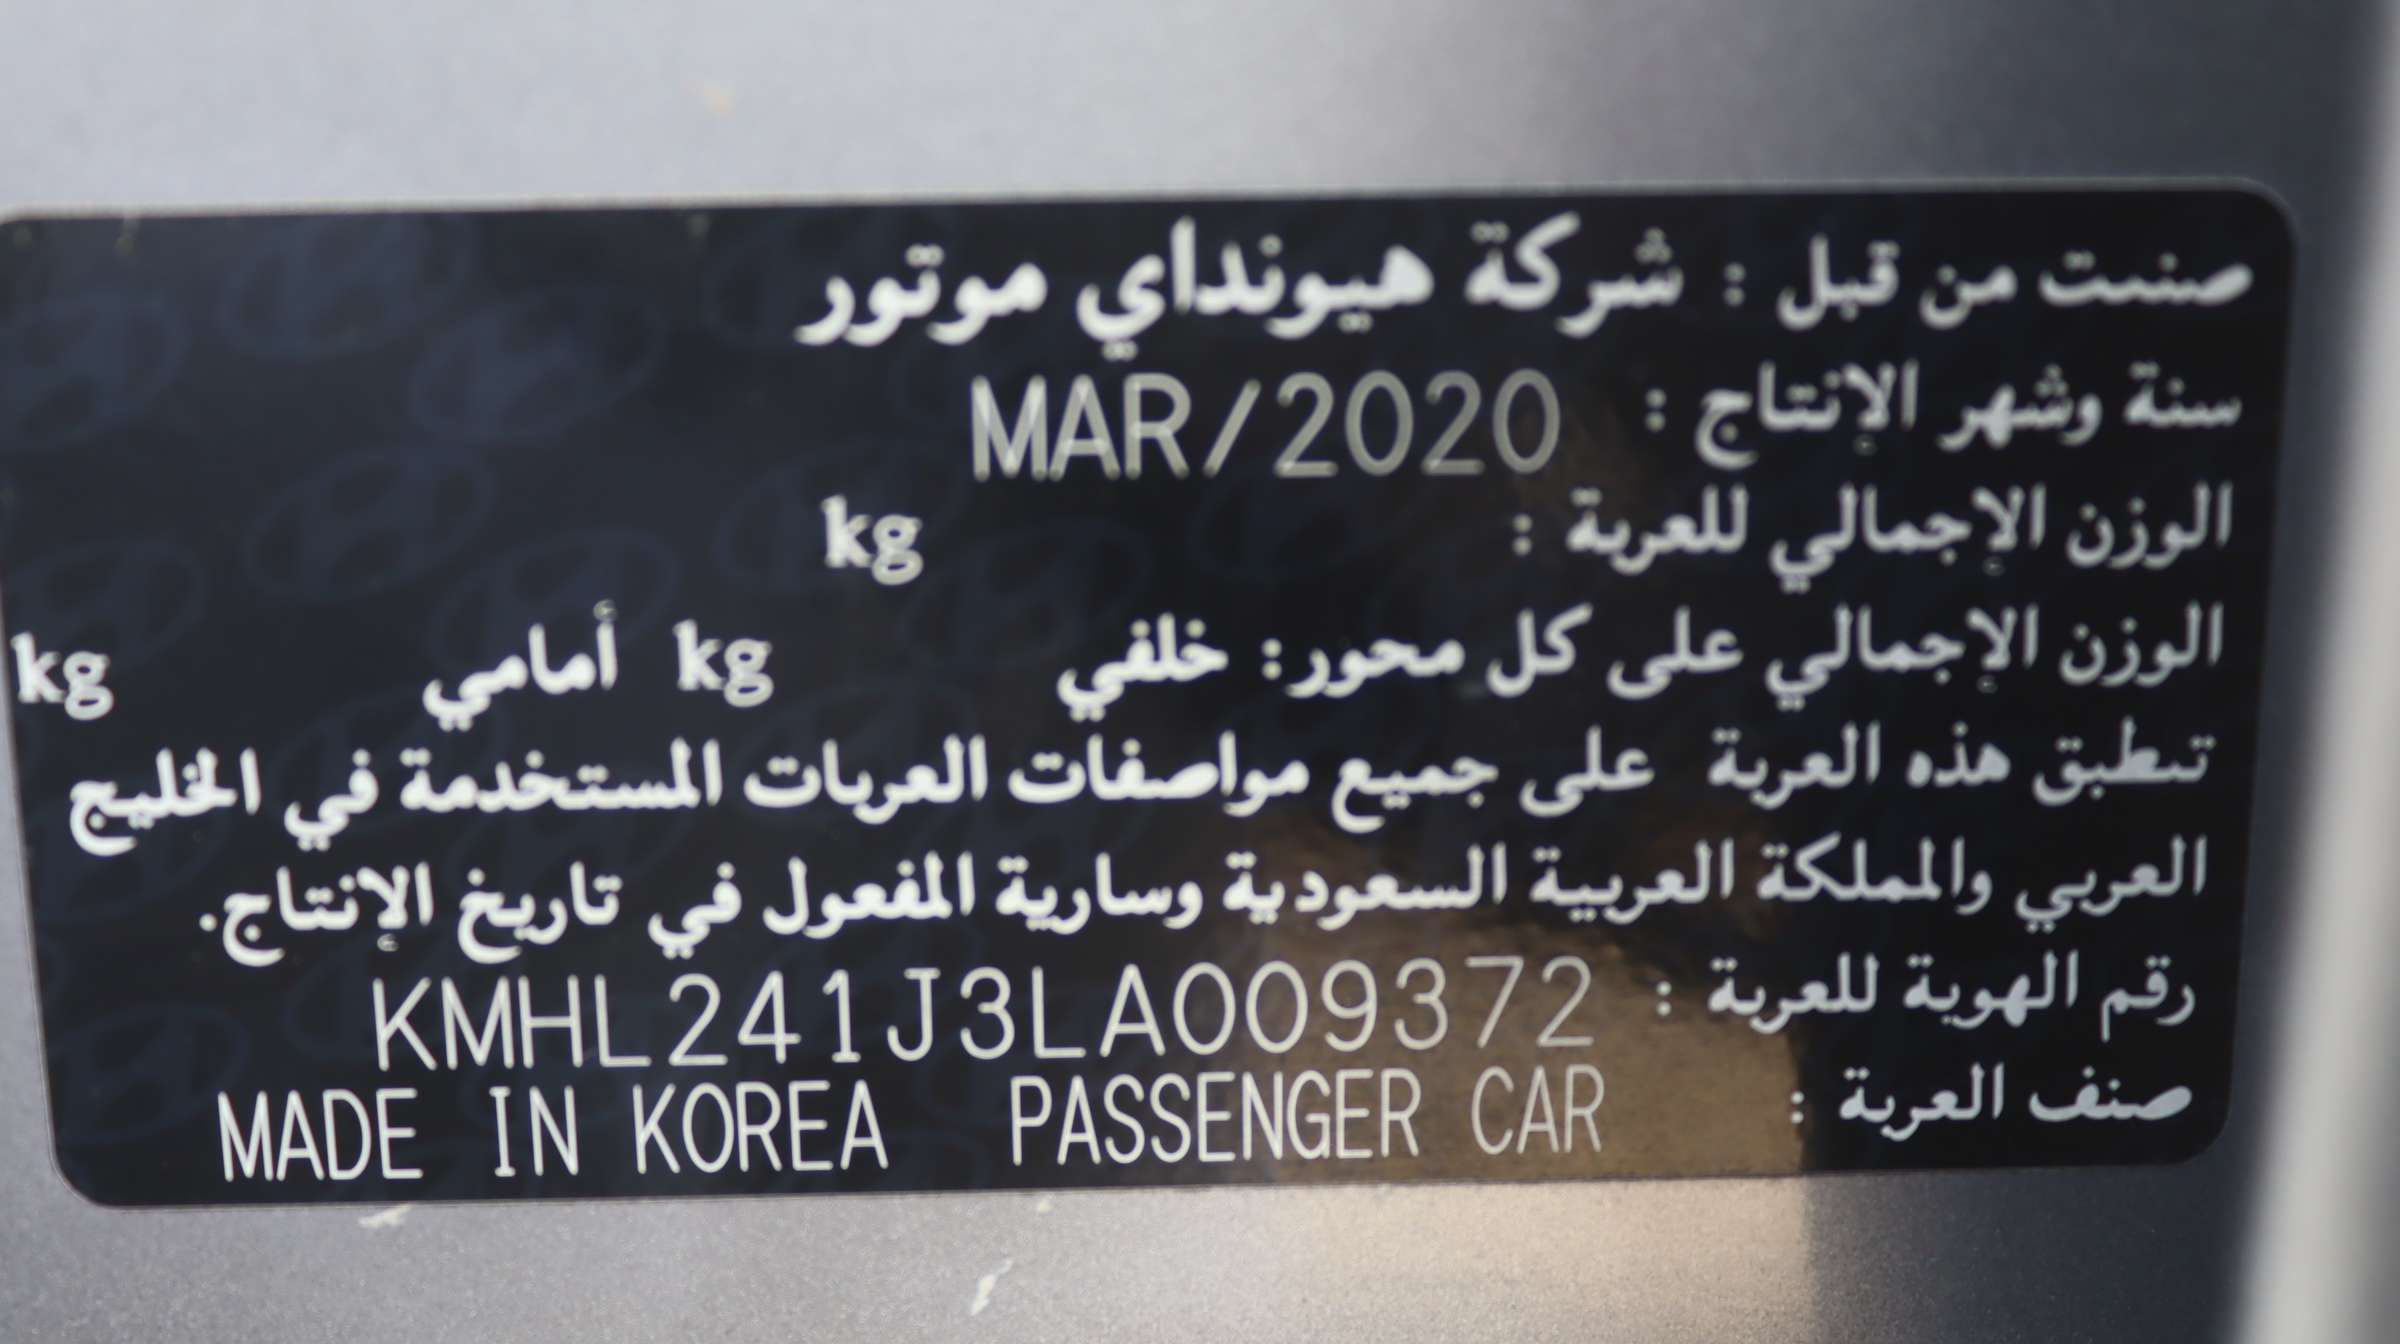 صنعت من قبل : شركة هيونداي موتور
سنة وشهر الإنتاج : MAR/2020
الوزن الإجمالي للعربة : kg
الوزن الإجمالي على كل محور: خلفي kg أمامي kg
تنطبق هذه العربة على جميع مواصفات العربات المستخدمة في الخليج
العربي والمملكة العربية السعودية وسارية المفعول في تاريخ الإنتاج.
رقم الهوية للعربة : KMHL241J3LA009372
صنف العربة : PASSENGER CAR MADE IN KOREA